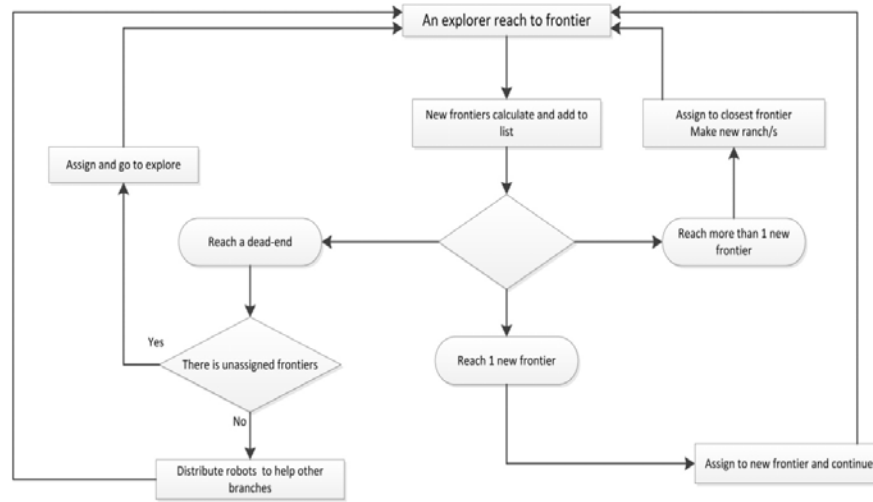 An explorer reach to frontier
New frontiers calculate and add to
list
Assign to closest frontier
Make new ranch/s
Assign and go to explore
Reach a dead-end
Reach more than 1 new
frontier
Yes
There is unassigned frontiers
Reach 1 new frontier
No
Distribute robots to help other
branches
Assign to new frontier and continue